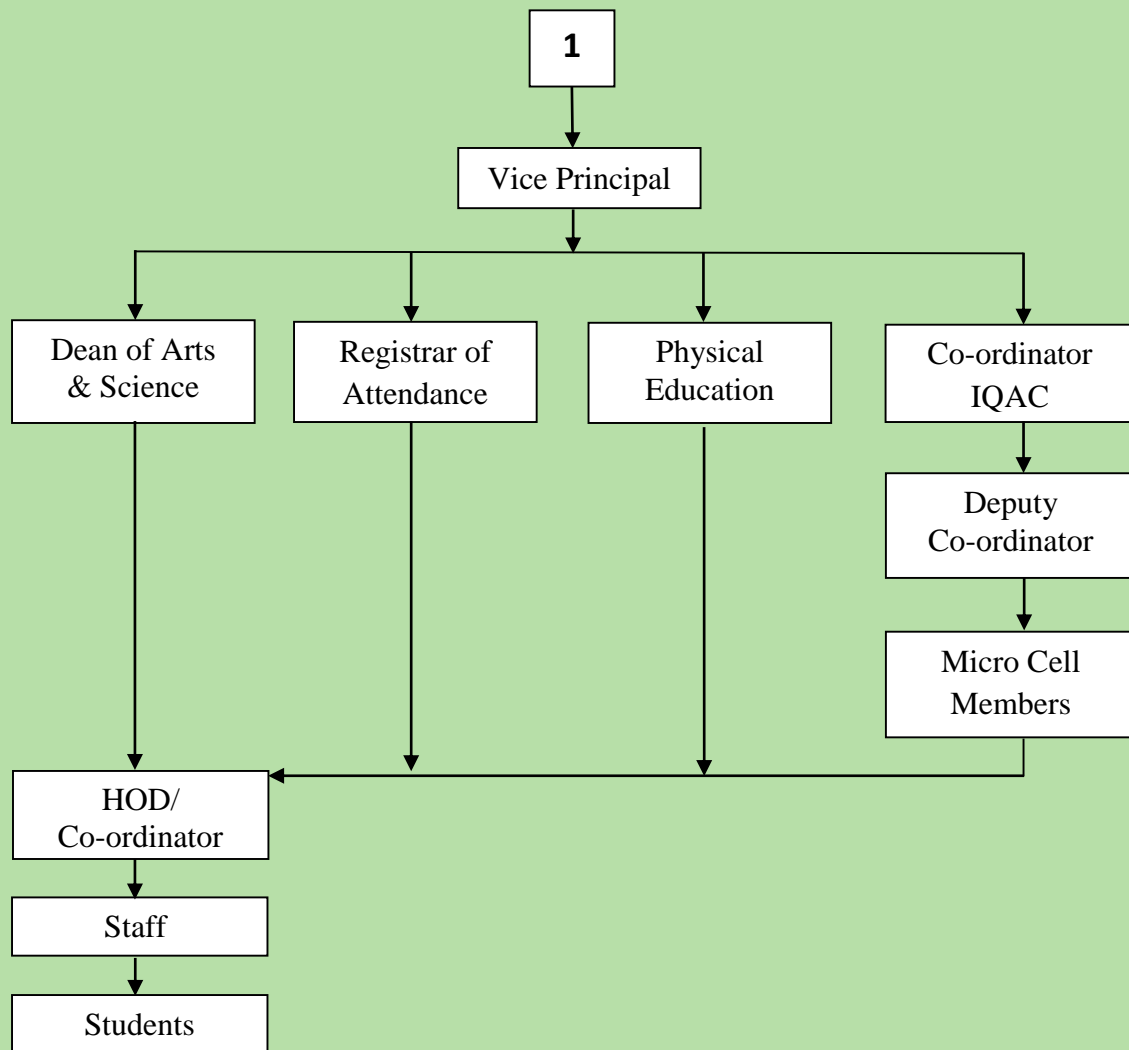 1
Vice Principal
Dean of Arts
& Science
Registrar of
Attendance
Physical
Education
Co-ordinator
IQAC
Deputy
Co-ordinator
Micro Cell
Members
HOD/
Co-ordinator
Staff
Students